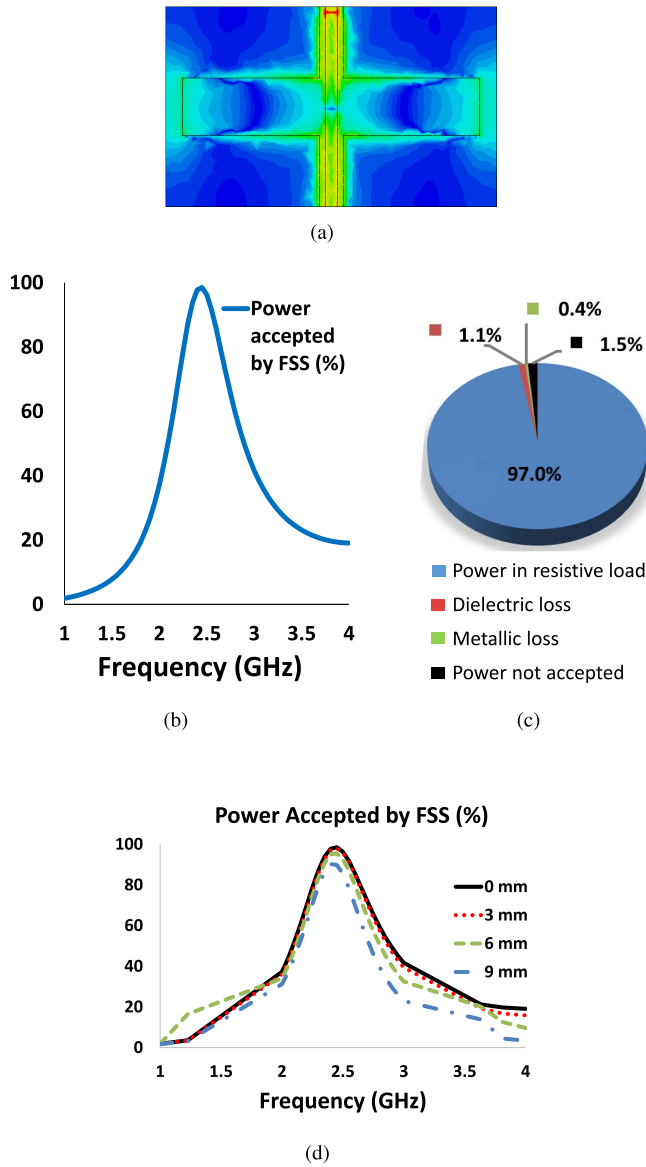 (a)
100
80
60
40
20
0
1 1.5 2 2.5 3 3.5 4
Frequency (GHz)
Power
accepted
by FSS (%)
(b)
0.4%
1.1%
1.5%
97.0%
Power in resistive load
Dielectric loss
Metallic loss
Power not accepted
(c)
Power Accepted by FSS (%)
100
80
60
40
20
0
1 1.5 2 2.5 3 3.5 4
Frequency (GHz)
0 mm
3 mm
6 mm
9 mm
(d)